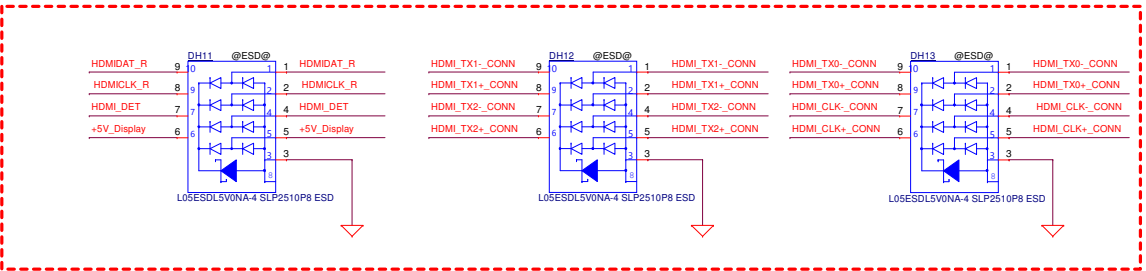 DH11 @ESD@
HDMIDAT_R 9 10 1 1 HDMIDAT_R
HDMICLK_R 8 9 2 2 HDMICLK_R
HDMI_DET 7 7 4 4 HDMI_DET
+5V_Display 6 6 5 5 +5V_Display
3 3
8
L05ESDL5V0NA-4 SLP2510P8 ESD
DH12 @ESD@
HDMI_TX1-_CONN 9 10 1 1 HDMI_TX1-_CONN
HDMI_TX1+_CONN 8 9 2 2 HDMI_TX1+_CONN
HDMI_TX2-_CONN 7 7 4 4 HDMI_TX2-_CONN
HDMI_TX2+_CONN 6 6 5 5 HDMI_TX2+_CONN
3 3
8
L05ESDL5V0NA-4 SLP2510P8 ESD
DH13 @ESD@
HDMI_TX0-_CONN 9 10 1 1 HDMI_TX0-_CONN
HDMI_TX0+_CONN 8 9 2 2 HDMI_TX0+_CONN
HDMI_CLK-_CONN 7 7 4 4 HDMI_CLK-_CONN
HDMI_CLK+_CONN 6 6 5 5 HDMI_CLK+_CONN
3 3
8
L05ESDL5V0NA-4 SLP2510P8 ESD